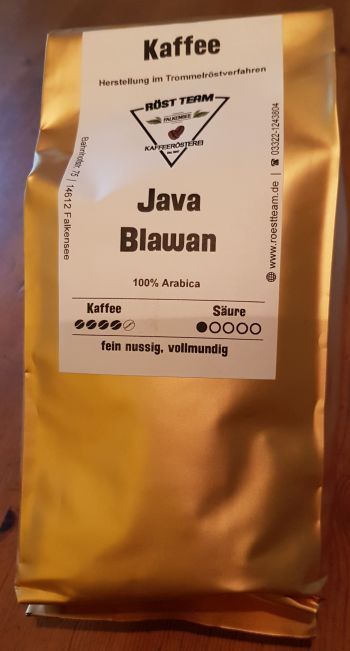 Kaffee
Herstellung im Trommelröstverfahren
RÖST TEAM
FALKENSEE
KAFFEERÖSTEREI
Java
Blawan
100% Arabica
Kaffee
Säure
fein nussig, vollmundig
Bahnhofstr. 75 | 14612 Falkensee
www.roestteam.de | 03322-1243804